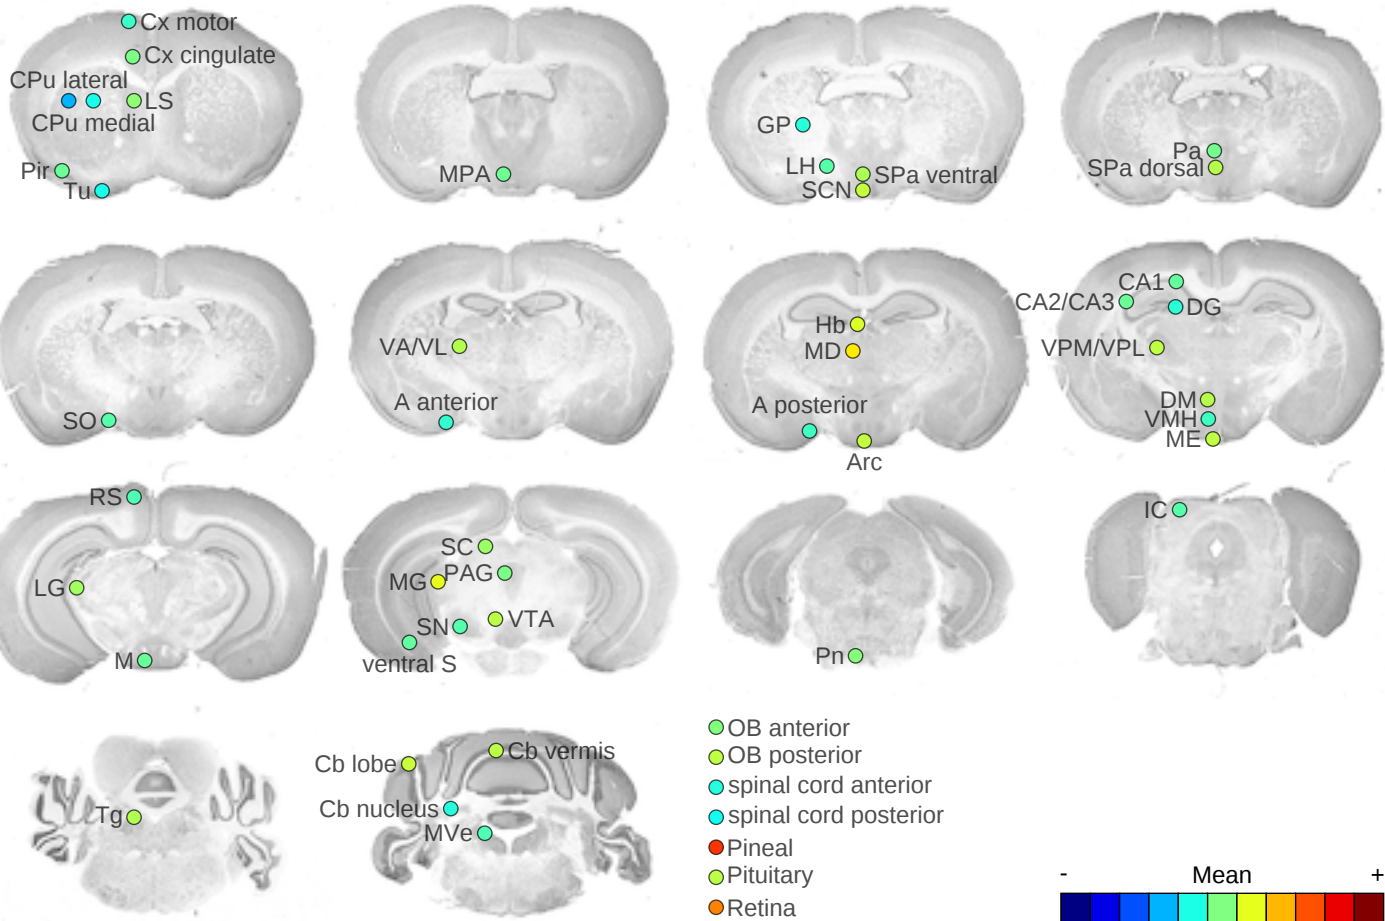 Cx motor
Cx cingulate
CPu lateral
LS
CPu medial
Pir
Tu
MPA
GP
LH
SPa ventral
SCN
Pa
SPa dorsal
SO
VA/VL
A anterior
Hb
MD
A posterior
Arc
CA1
CA2/CA3
DG
VPM/VPL
DM
VMH
ME
RS
LG
M
SC
MG
PAG
SN
VTA
ventral S
Pn
IC
Tg
Cb lobe
Cb vermis
Cb nucleus
MVe
OB anterior
OB posterior
spinal cord anterior
spinal cord posterior
Pineal
Pituitary
Retina
- Mean +